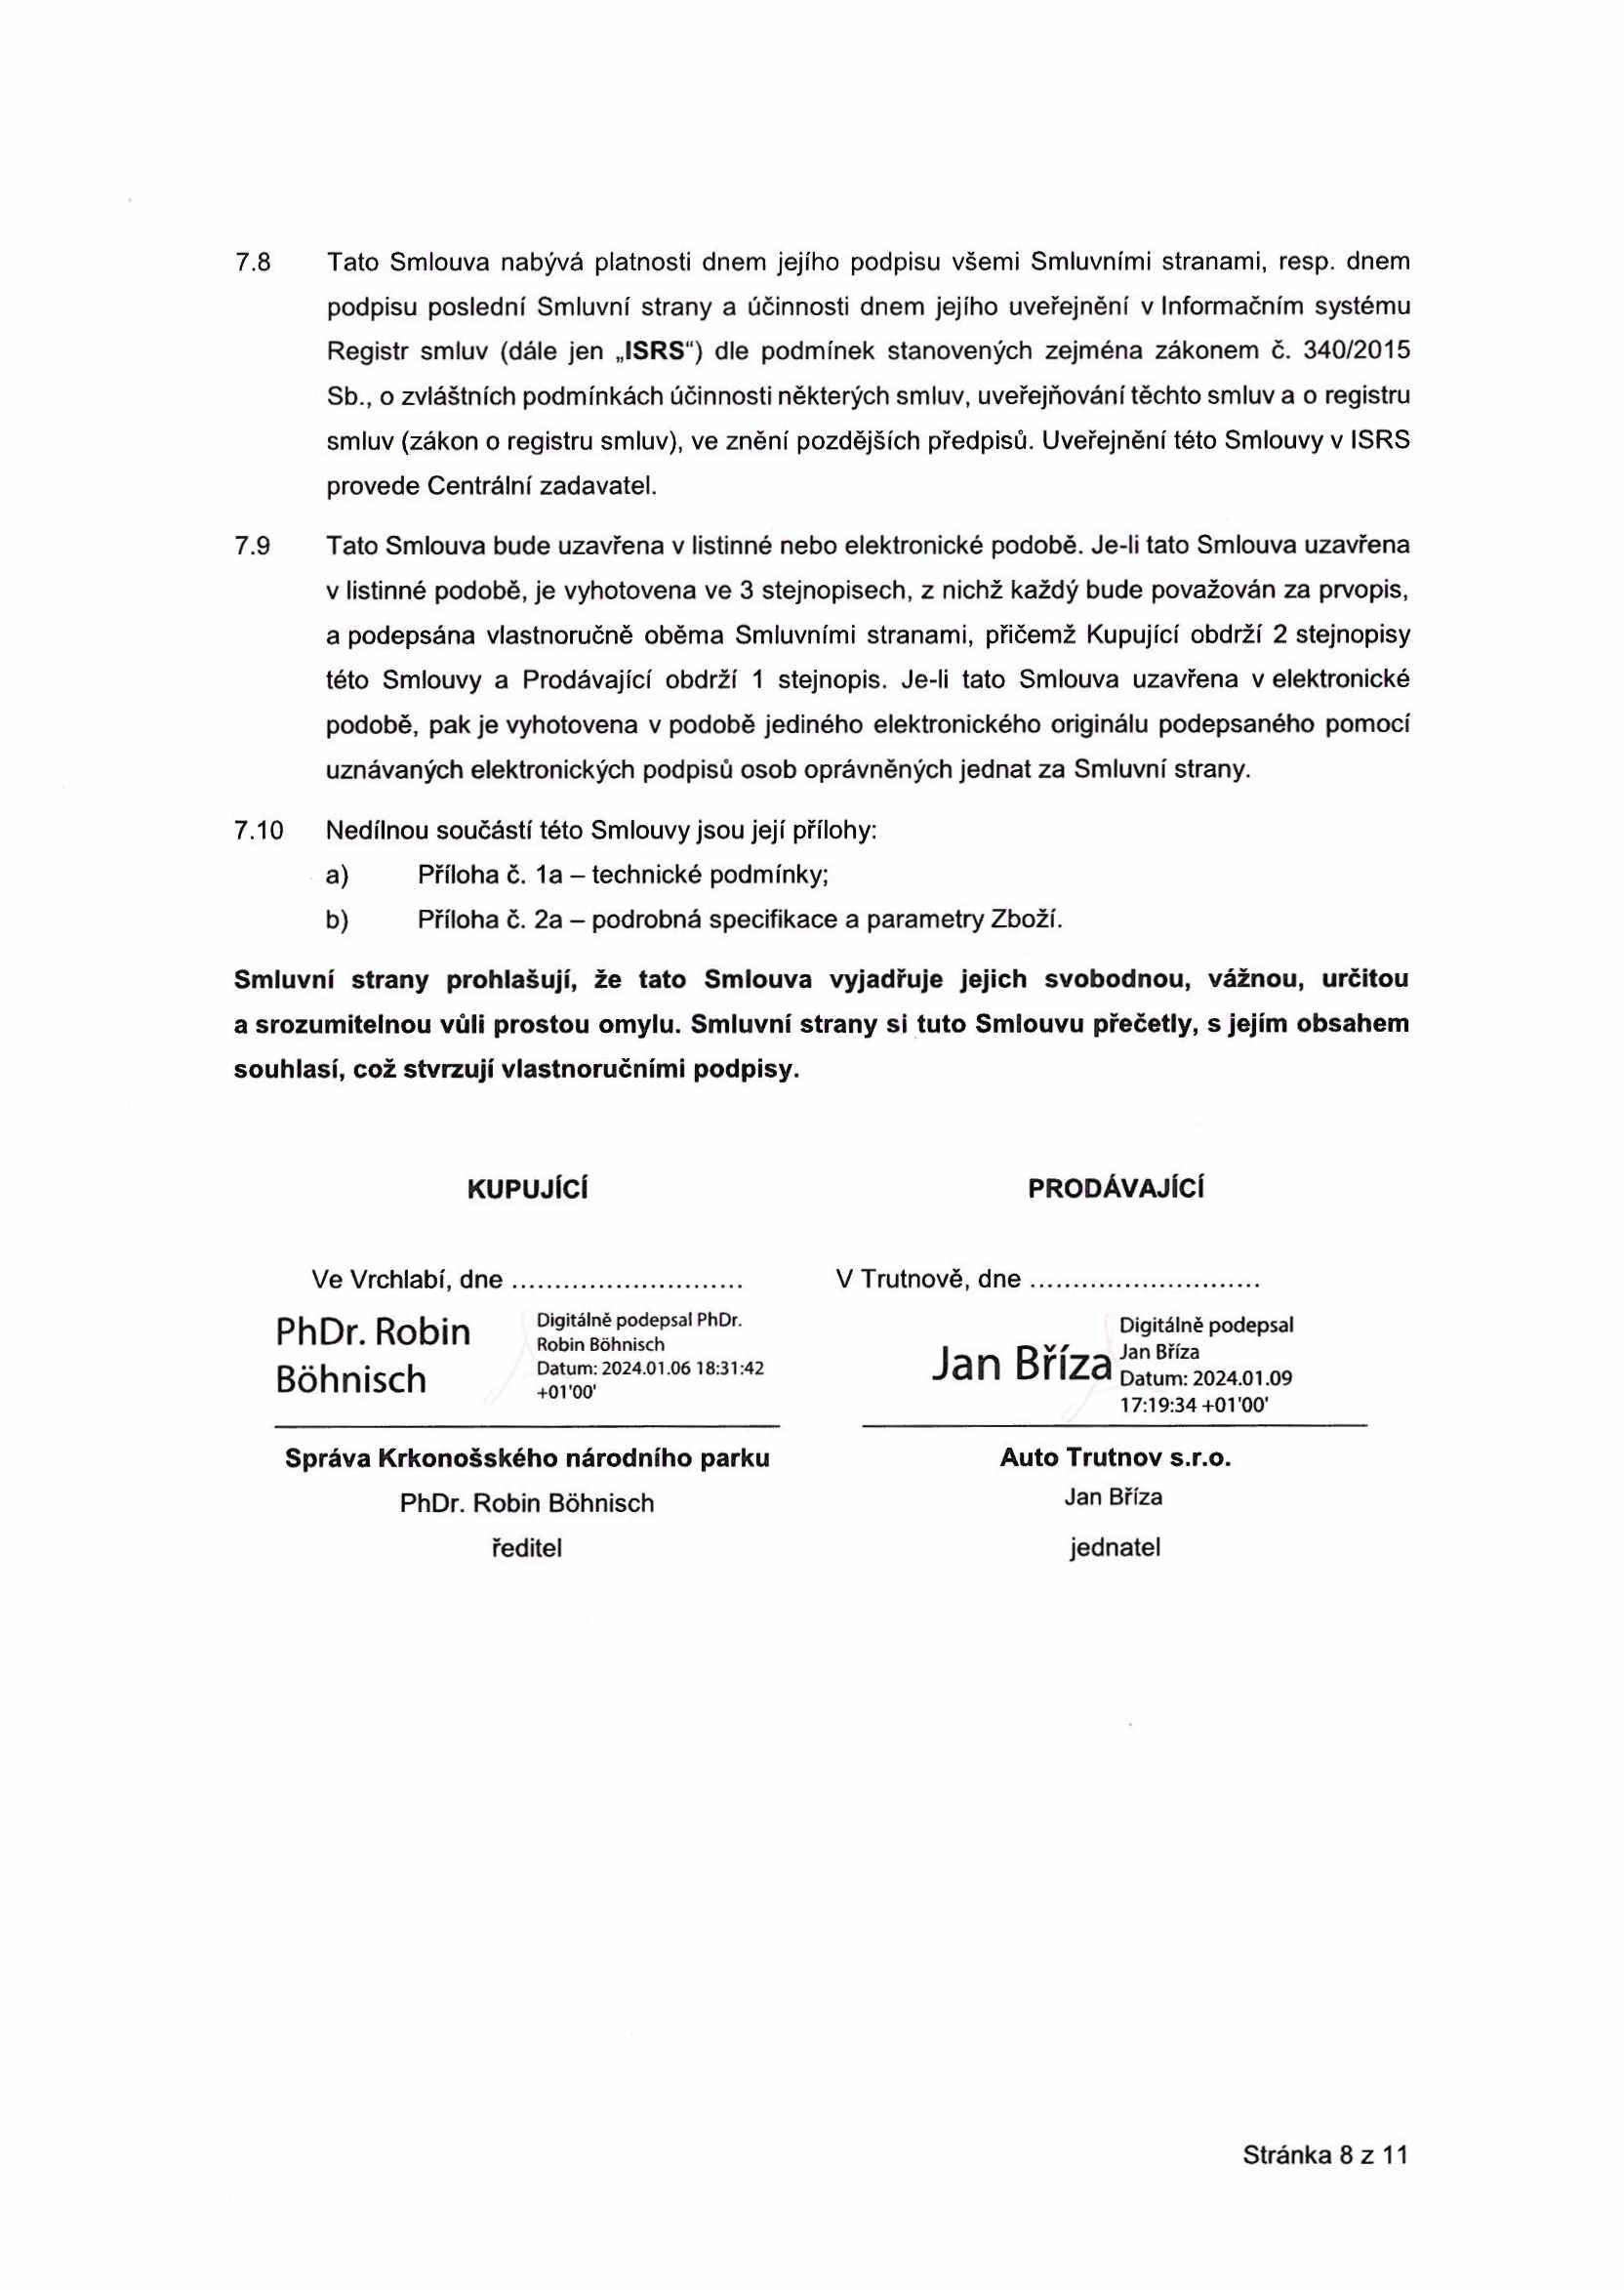 7.8 Tato Smlouva nabývá platnosti dnem jejího podpisu všemi Smluvními stranami, resp. dnem
podpisu poslední Smluvní strany a účinnosti dnem jejího uveřejnění v Informačním systému
Registr smluv (dále jen „ISRS“) dle podmínek stanovených zejména zákonem č. 340/2015
Sb., o zvláštních podmínkách účinnosti některých smluv, uveřejňování těchto smluv a o registru
smluv (zákon o registru smluv), ve znění pozdějších předpisů. Uveřejnění této Smlouvy v ISRS
provede Centrální zadavatel.
7.9 Tato Smlouva bude uzavřena v listinné nebo elektronické podobě. Je-li tato Smlouva uzavřena
v listinné podobě, je vyhotovena ve 3 stejnopisech, z nichž každý bude považován za prvopis,
a podepsána vlastnoručně oběma Smluvními stranami, přičemž Kupující obdrží 2 stejnopisy
této Smlouvy a Prodávající obdrží 1 stejnopis. Je-li tato Smlouva uzavřena v elektronické
podobě, pak je vyhotovena v podobě jediného elektronického originálu podepsaného pomocí
uznávaných elektronických podpisů osob oprávněných jednat za Smluvní strany.
7.10 Nedílnou součástí této Smlouvy jsou její přílohy:
a) Příloha č. 1a – technické podmínky;
b) Příloha č. 2a – podrobná specifikace a parametry Zboží.
Smluvní strany prohlašují, že tato Smlouva vyjadřuje jejich svobodnou, vážnou, určitou
a srozumitelnou vůli prostou omylu. Smluvní strany si tuto Smlouvu přečetly, s jejím obsahem
souhlasí, což stvrzují vlastnoručními podpisy.
KUPUJÍCÍ
Ve Vrchlabí, dne ...........................
PhDr. Robin
Böhnisch
Digitálně podepsal PhDr.
Robin Böhnisch
Datum: 2024.01.06 18:31:42
+01'00'
Správa Krkonošského národního parku
PhDr. Robin Böhnisch
ředitel
PRODÁVAJÍCÍ
V Trutnově, dne ...........................
Jan Bříza
Digitálně podepsal
Jan Bříza
Datum: 2024.01.09
17:19:34 +01'00'
Auto Trutnov s.r.o.
Jan Bříza
jednatel
Stránka 8 z 11